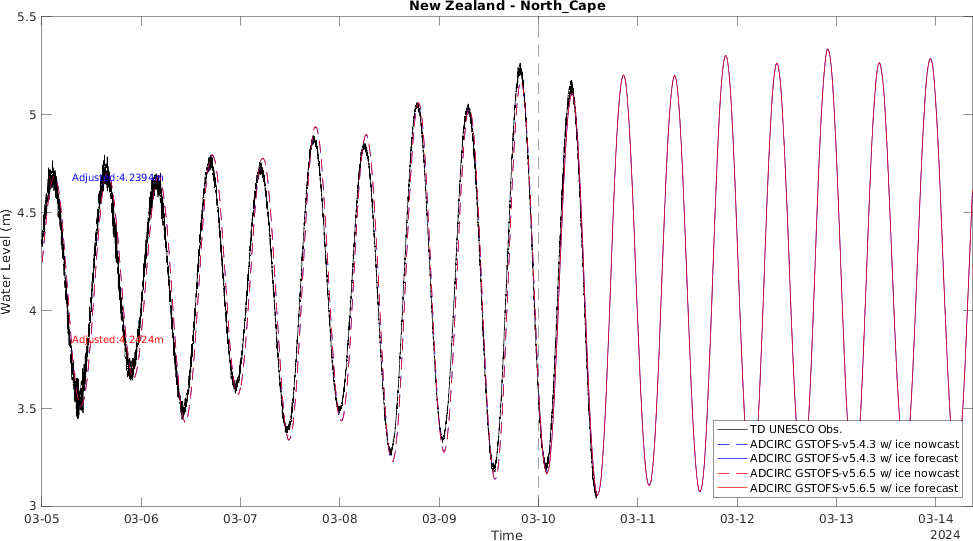 New Zealand - North_Cape
5.5
5
4.5
4
3.5
3
Water Level (m)
Adjusted:4.2394m
Adjusted:4.2424m
TD UNESCO Obs.
ADCIRC GSTOFS-v5.4.3 w/ ice nowcast
ADCIRC GSTOFS-v5.4.3 w/ ice forecast
ADCIRC GSTOFS-v5.6.5 w/ ice nowcast
ADCIRC GSTOFS-v5.6.5 w/ ice forecast
03-05 03-06 03-07 03-08 03-09 03-10 03-11 03-12 03-13 03-14
2024
Time